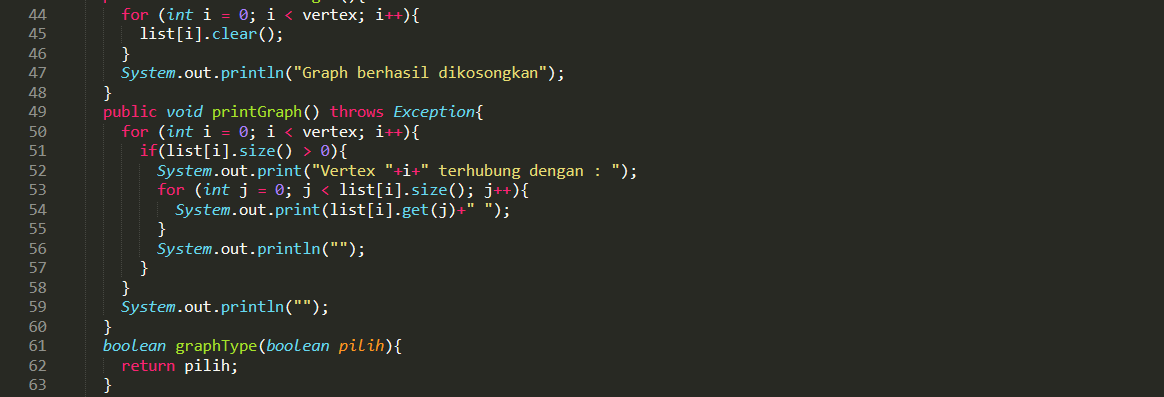 44 for (int i = 0; i < vertex; i++){
45 list[i].clear();
46 }
47 System.out.println("Graph berhasil dikosongkan");
48 }
49 public void printGraph() throws Exception{
50 for (int i = 0; i < vertex; i++){
51 if(list[i].size() > 0){
52 System.out.print("Vertex "+i+" terhubung dengan : ");
53 for (int j = 0; j < list[i].size(); j++){
54 System.out.print(list[i].get(j)+" ");
55 }
56 System.out.println("");
57 }
58 }
59 System.out.println("");
60 }
61 boolean graphType(boolean pilih){
62 return pilih;
63 }